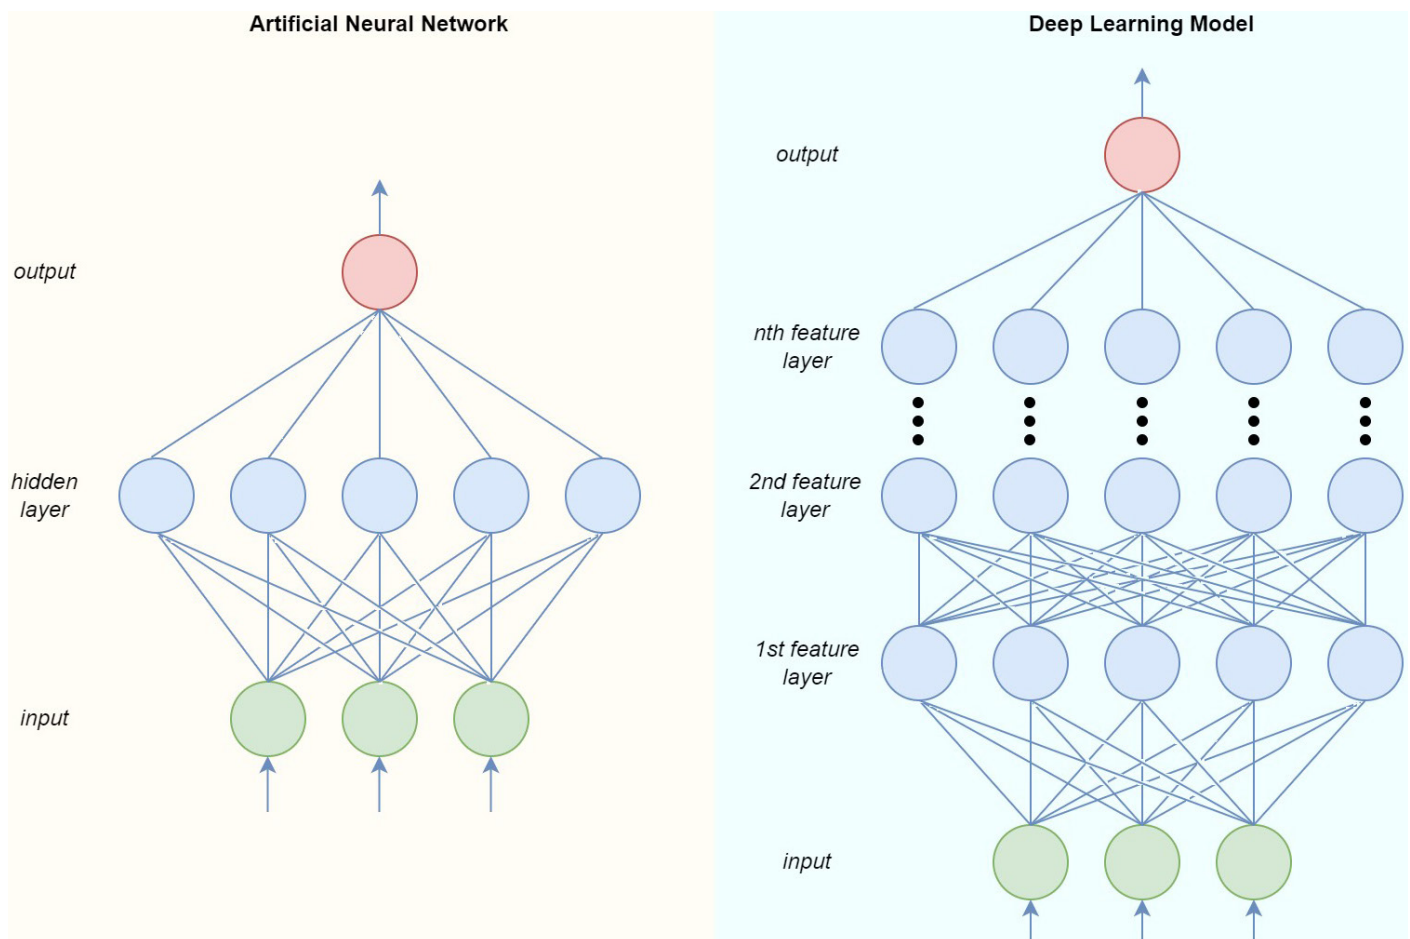 Artificial Neural Network
output
hidden
layer
input
Deep Learning Model
output
nth feature
layer
2nd feature
layer
1st feature
layer
input